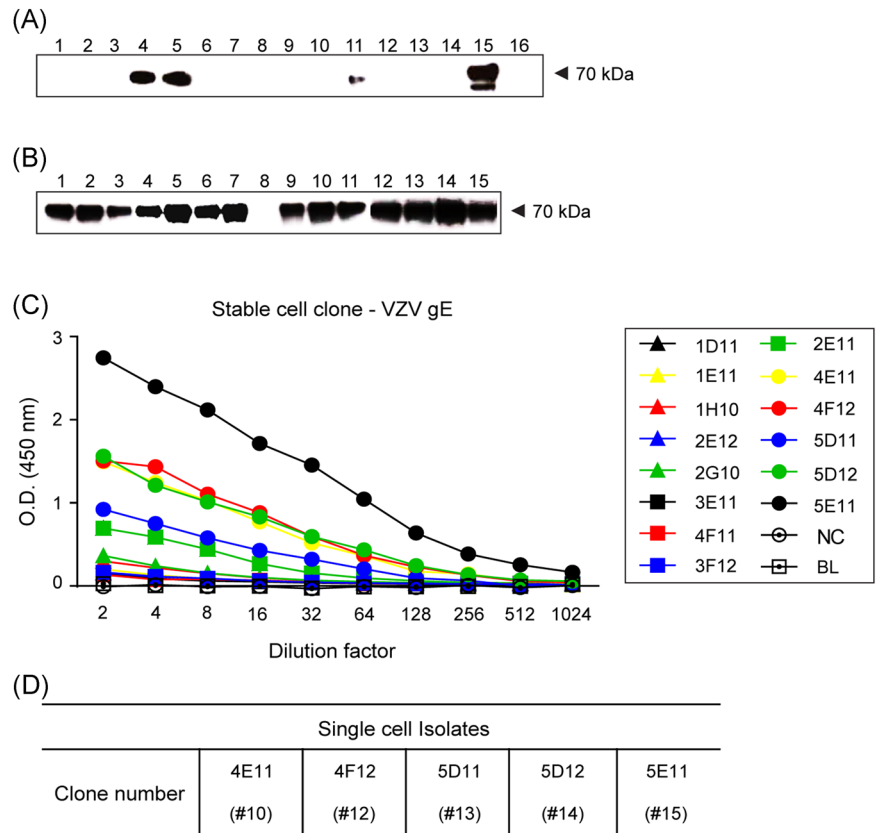 (A)
1 2 3 4 5 6 7 8 9 10 11 12 13 14 15 16
70 kDa
(B)
1 2 3 4 5 6 7 8 9 10 11 12 13 14 15
70 kDa
(C)
Stable cell clone - VZV gE
3
2
1
0
O.D. (450 nm)
2 4 8 16 32 64 128 256 512 1024
Dilution factor
1D11 2E11
1E11 4E11
1H10 4F12
2E12 5D11
2G10 5D12
3E11 5E11
4F11 NC
3F12 BL
(D)
Single cell Isolates
Clone number
4E11 4F12 5D11 5D12 5E11
(#10) (#12) (#13) (#14) (#15)